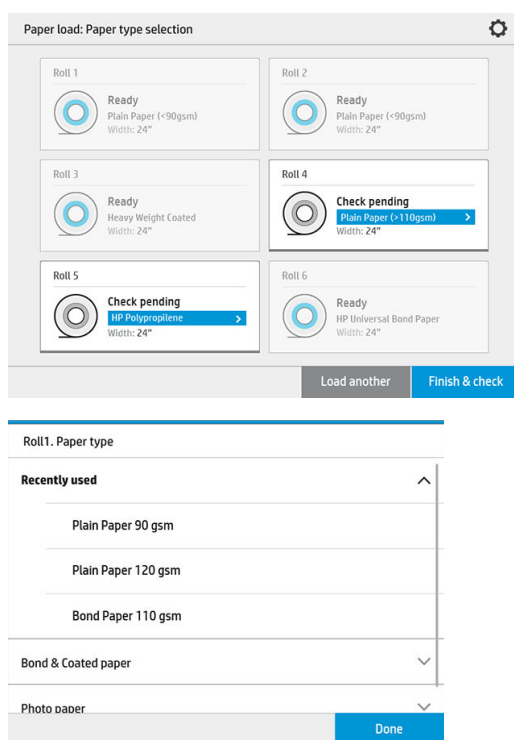 Paper load: Paper type selection
Roll 1
Ready
Plain Paper (<90gsm)
Width: 24"
Roll 2
Ready
Plain Paper (<90gsm)
Width: 24"
Roll 3
Ready
Heavy Weight Coated
Width: 24"
Roll 4
Check pending
Plain Paper (>110gsm)
Width: 24"
Roll 5
Check pending
HP Polypropilene
Width: 24"
Roll 6
Ready
HP Universal Bond Paper
Width: 24"
Load another
Finish & check
Roll1. Paper type
Recently used
Plain Paper 90 gsm
Plain Paper 120 gsm
Bond Paper 110 gsm
Bond & Coated paper
Photo paper
Done